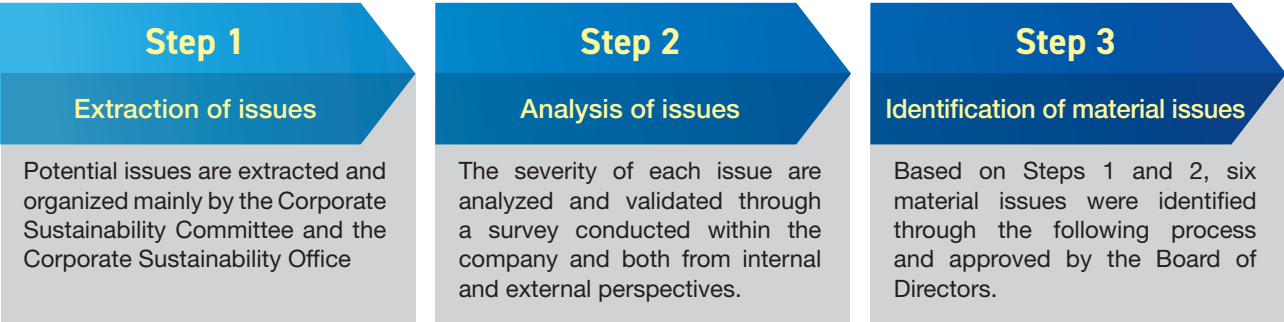 Step 1
Extraction of issues
Potential issues are extracted and
organized mainly by the Corporate
Sustainability Committee and the
Corporate Sustainability Office
Step 2
Analysis of issues
The severity of each issue are
analyzed and validated through
a survey conducted within the
company and both from internal
and external perspectives.
Step 3
Identification of material issues
Based on Steps 1 and 2, six
material issues were identified
through the following process
and approved by the Board of
Directors.